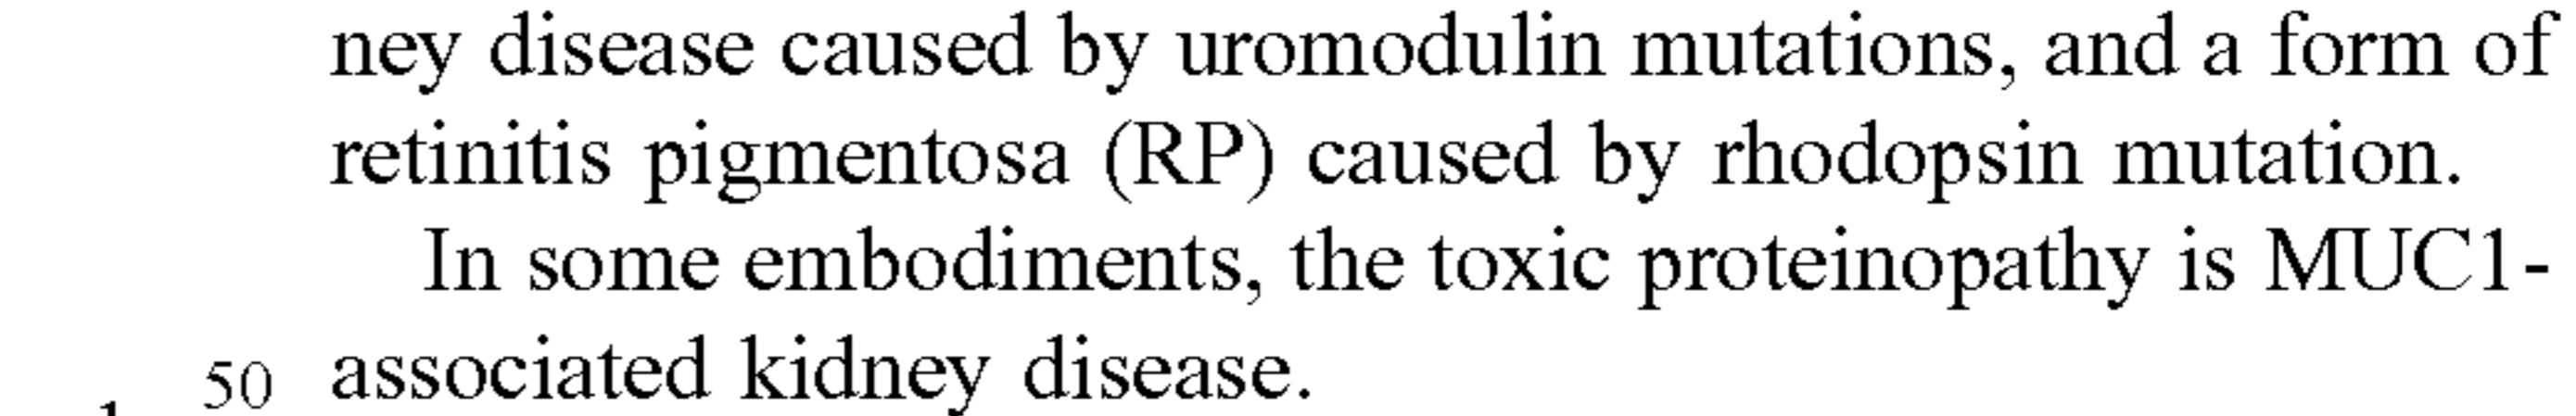 ney disease caused by uromodulin mutations, and a form of
retinitis pigmentosa (RP) caused by rhodopsin mutation.
In some embodiments, the toxic proteinopathy is MUC1-
50 associated kidney disease.